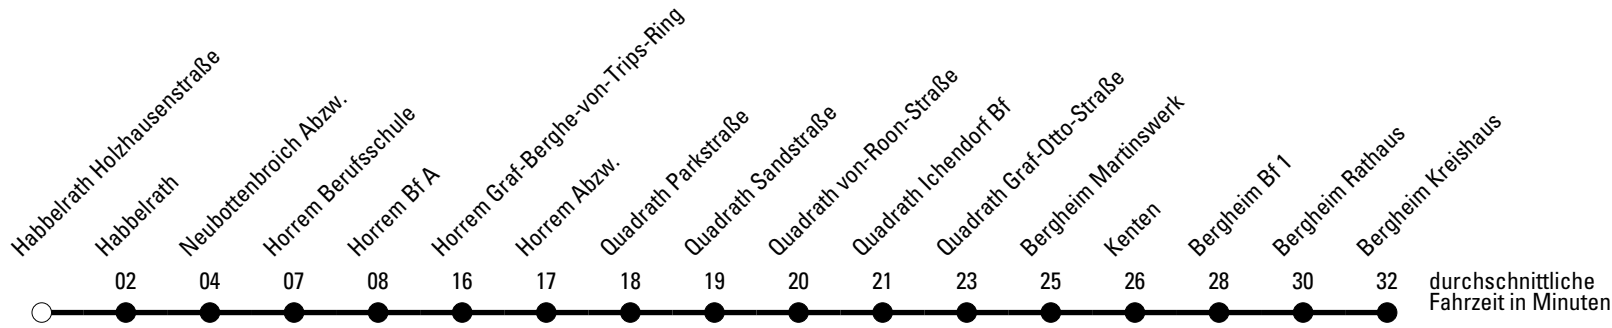 Habbelrath Holzhausenstraße
Habbelrath
Neubottenbroich Abzw.
Horrem Berufsschule
Horrem Bf A
Horrem Graf-Berghe-von-Trips-Ring
Horrem Abzw.
Quadrath Parkstraße
Quadrath Sandstraße
Quadrath von-Roon-Straße
Quadrath Ichendorf Bf
Quadrath Graf-Otto-Straße
Bergheim Martinswerk
Kenten
Bergheim Bf 1
Bergheim Rathaus
Bergheim Kreishaus
02 04 07 08 16 17 18 19 20 21 23 25 26 28 30 32
durchschnittliche
Fahrzeit in Minuten